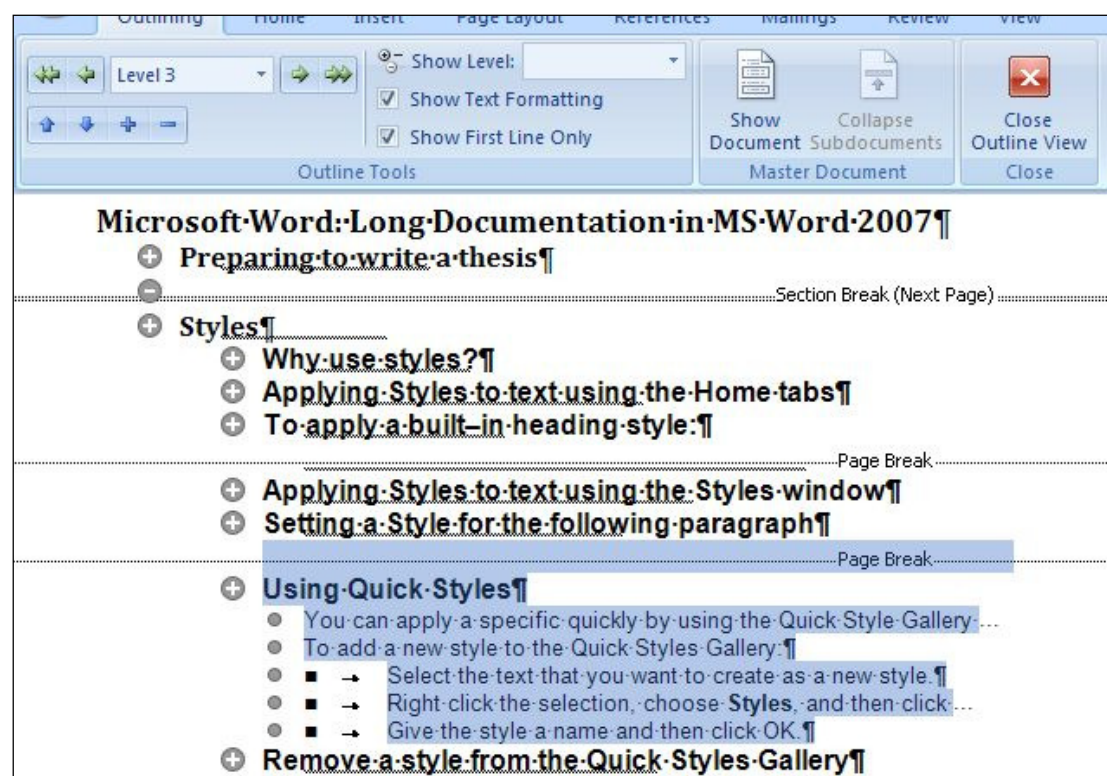 Outlining Home Insert Page Layout References Mailings Review View
Level 3
Show Level:
Show Text Formatting
Show First Line Only
Outline Tools
Show Document
Collapse Subdocuments
Master Document
Close Outline View
Close
Microsoft·Word:·Long·Documentation·in·MS·Word·2007¶
Preparing·to·write·a·thesis¶
Section Break (Next Page)
Styles¶
Why·use·styles?¶
Applying·Styles·to·text·using·the·Home·tabs¶
To·apply·a·built–in·heading·style:¶
Page Break
Applying·Styles·to·text·using·the·Styles·window¶
Setting·a·Style·for·the·following·paragraph¶
Page Break
Using·Quick·Styles¶
You·can·apply·a·specific·quickly·by·using·the·Quick·Style·Gallery·...
To·add·a·new·style·to·the·Quick·Styles·Gallery:¶
■ → Select·the·text·that·you·want·to·create·as·a·new·style.¶
■ → Right·click·the·selection,·choose·Styles,·and·then·click·...
■ → Give·the·style·a·name·and·then·click·OK.¶
Remove·a·style·from·the·Quick·Styles·Gallery¶